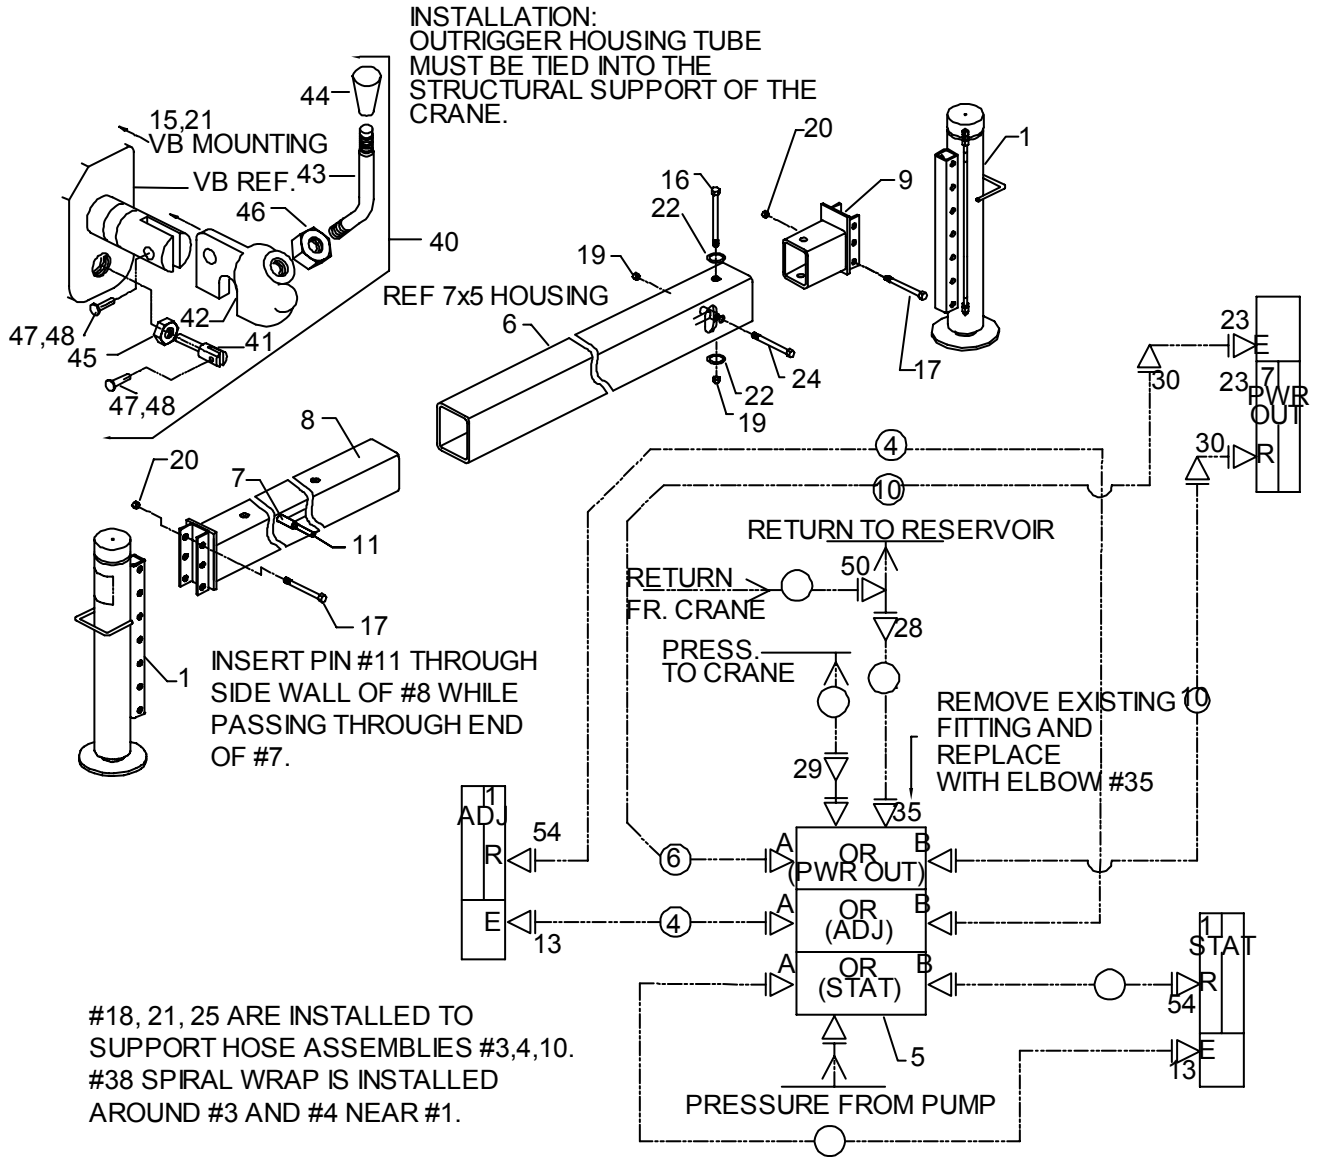 INSTALLATION:
OUTRIGGER HOUSING TUBE
MUST BE TIED INTO THE
STRUCTURAL SUPPORT OF THE
CRANE.
44
15,21
VB MOUNTING
VB REF.
43
46
40
42
47,48
45
41
47,48
20
1
9
16
22
19
REF 7x5 HOUSING
6
17
24
22
19
8
20
7
11
17
1
INSERT PIN #11 THROUGH
SIDE WALL OF #8 WHILE
PASSING THROUGH END
OF #7.
23
E
30
23
7
PWR
OUT
30
R
4
10
RETURN TO RESERVOIR
50
RETURN
FR. CRANE
28
PRESS.
TO CRANE
REMOVE EXISTING
FITTING AND
REPLACE
WITH ELBOW #35
10
29
35
1
ADJ
54
R
E
13
6
A
OR
(PWR OUT)
B
4
A
OR
(ADJ)
B
A
OR
(STAT)
B
5
1
STAT
R
54
E
13
PRESSURE FROM PUMP
#18, 21, 25 ARE INSTALLED TO
SUPPORT HOSE ASSEMBLIES #3,4,10.
#38 SPIRAL WRAP IS INSTALLED
AROUND #3 AND #4 NEAR #1.